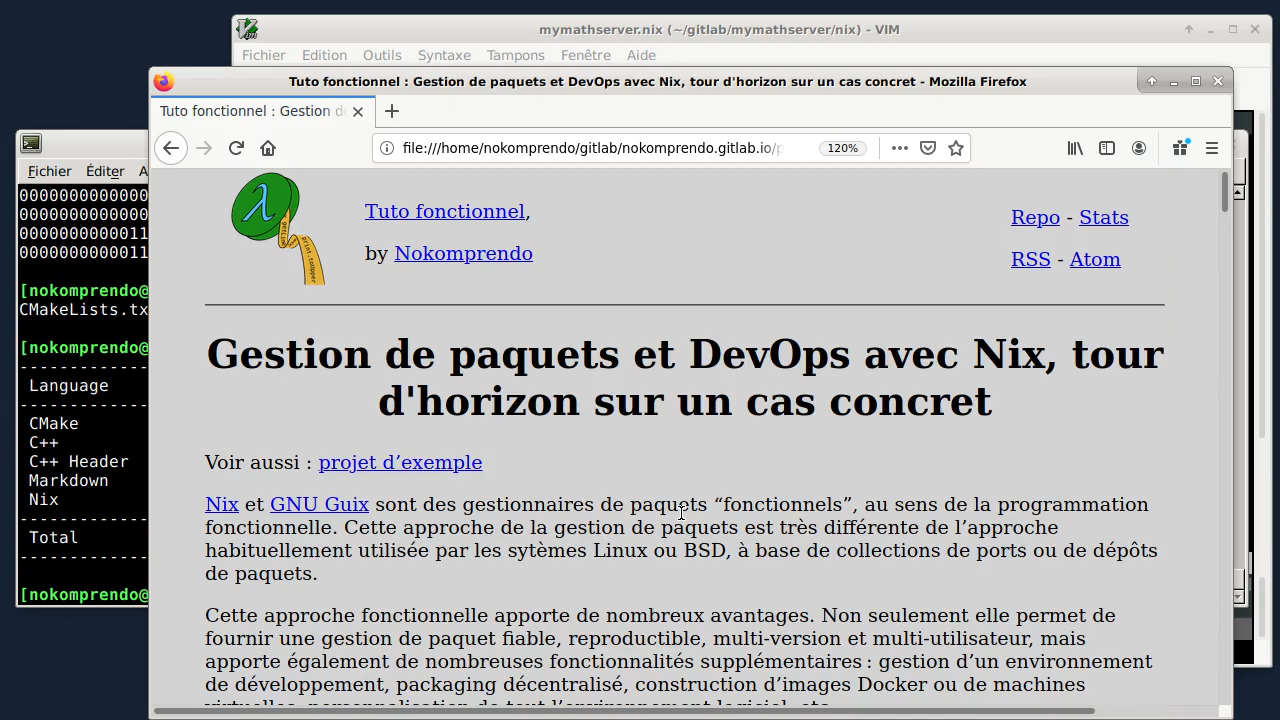 mymathserver.nix (~/gitlab/mymathserver/nix) - VIM
Fichier Edition Outils Syntaxe Tampons Fenêtre Aide
Tuto fonctionnel : Gestion de paquets et DevOps avec Nix, tour d'horizon sur un cas concret - Mozilla Firefox
Tuto fonctionnel : Gestion de
file:///home/nokomprendo/gitlab/nokomprendo.gitlab.io/p
120%
Fichier Éditer A
0000000000000
0000000000000
0000000000011
0000000000011
[nokomprendo@
CMakeLists.tx
[nokomprendo@
-------------
Language
-------------
CMake
C++
C++ Header
Markdown
Nix
-------------
Total
-------------
[nokomprendo@
λ
Tuto fonctionnel,
by Nokomprendo
Repo - Stats
RSS - Atom
Gestion de paquets et DevOps avec Nix, tour
d'horizon sur un cas concret
Voir aussi : projet d’exemple
Nix et GNU Guix sont des gestionnaires de paquets “fonctionnels”, au sens de la programmation
fonctionnelle. Cette approche de la gestion de paquets est très différente de l’approche
habituellement utilisée par les sytèmes Linux ou BSD, à base de collections de ports ou de dépôts
de paquets.
Cette approche fonctionnelle apporte de nombreux avantages. Non seulement elle permet de
fournir une gestion de paquet fiable, reproductible, multi-version et multi-utilisateur, mais
apporte également de nombreuses fonctionnalités supplémentaires : gestion d’un environnement
de développement, packaging décentralisé, construction d’images Docker ou de machines
virtuelles, personnalisation de tout l’environnement logiciel, etc.